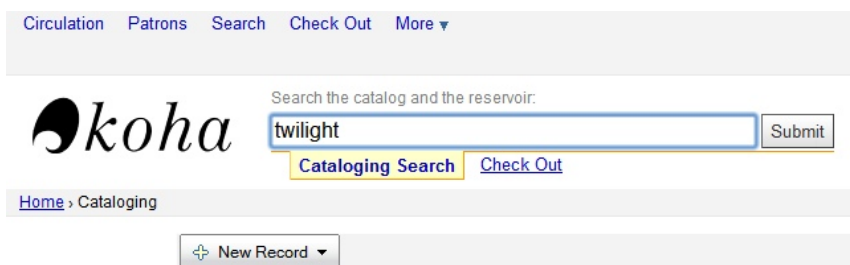 Circulation Patrons Search Check Out More ▼
Search the catalog and the reservoir:
koha
twilight Submit
Cataloging Search Check Out
Home › Cataloging
New Record ▼